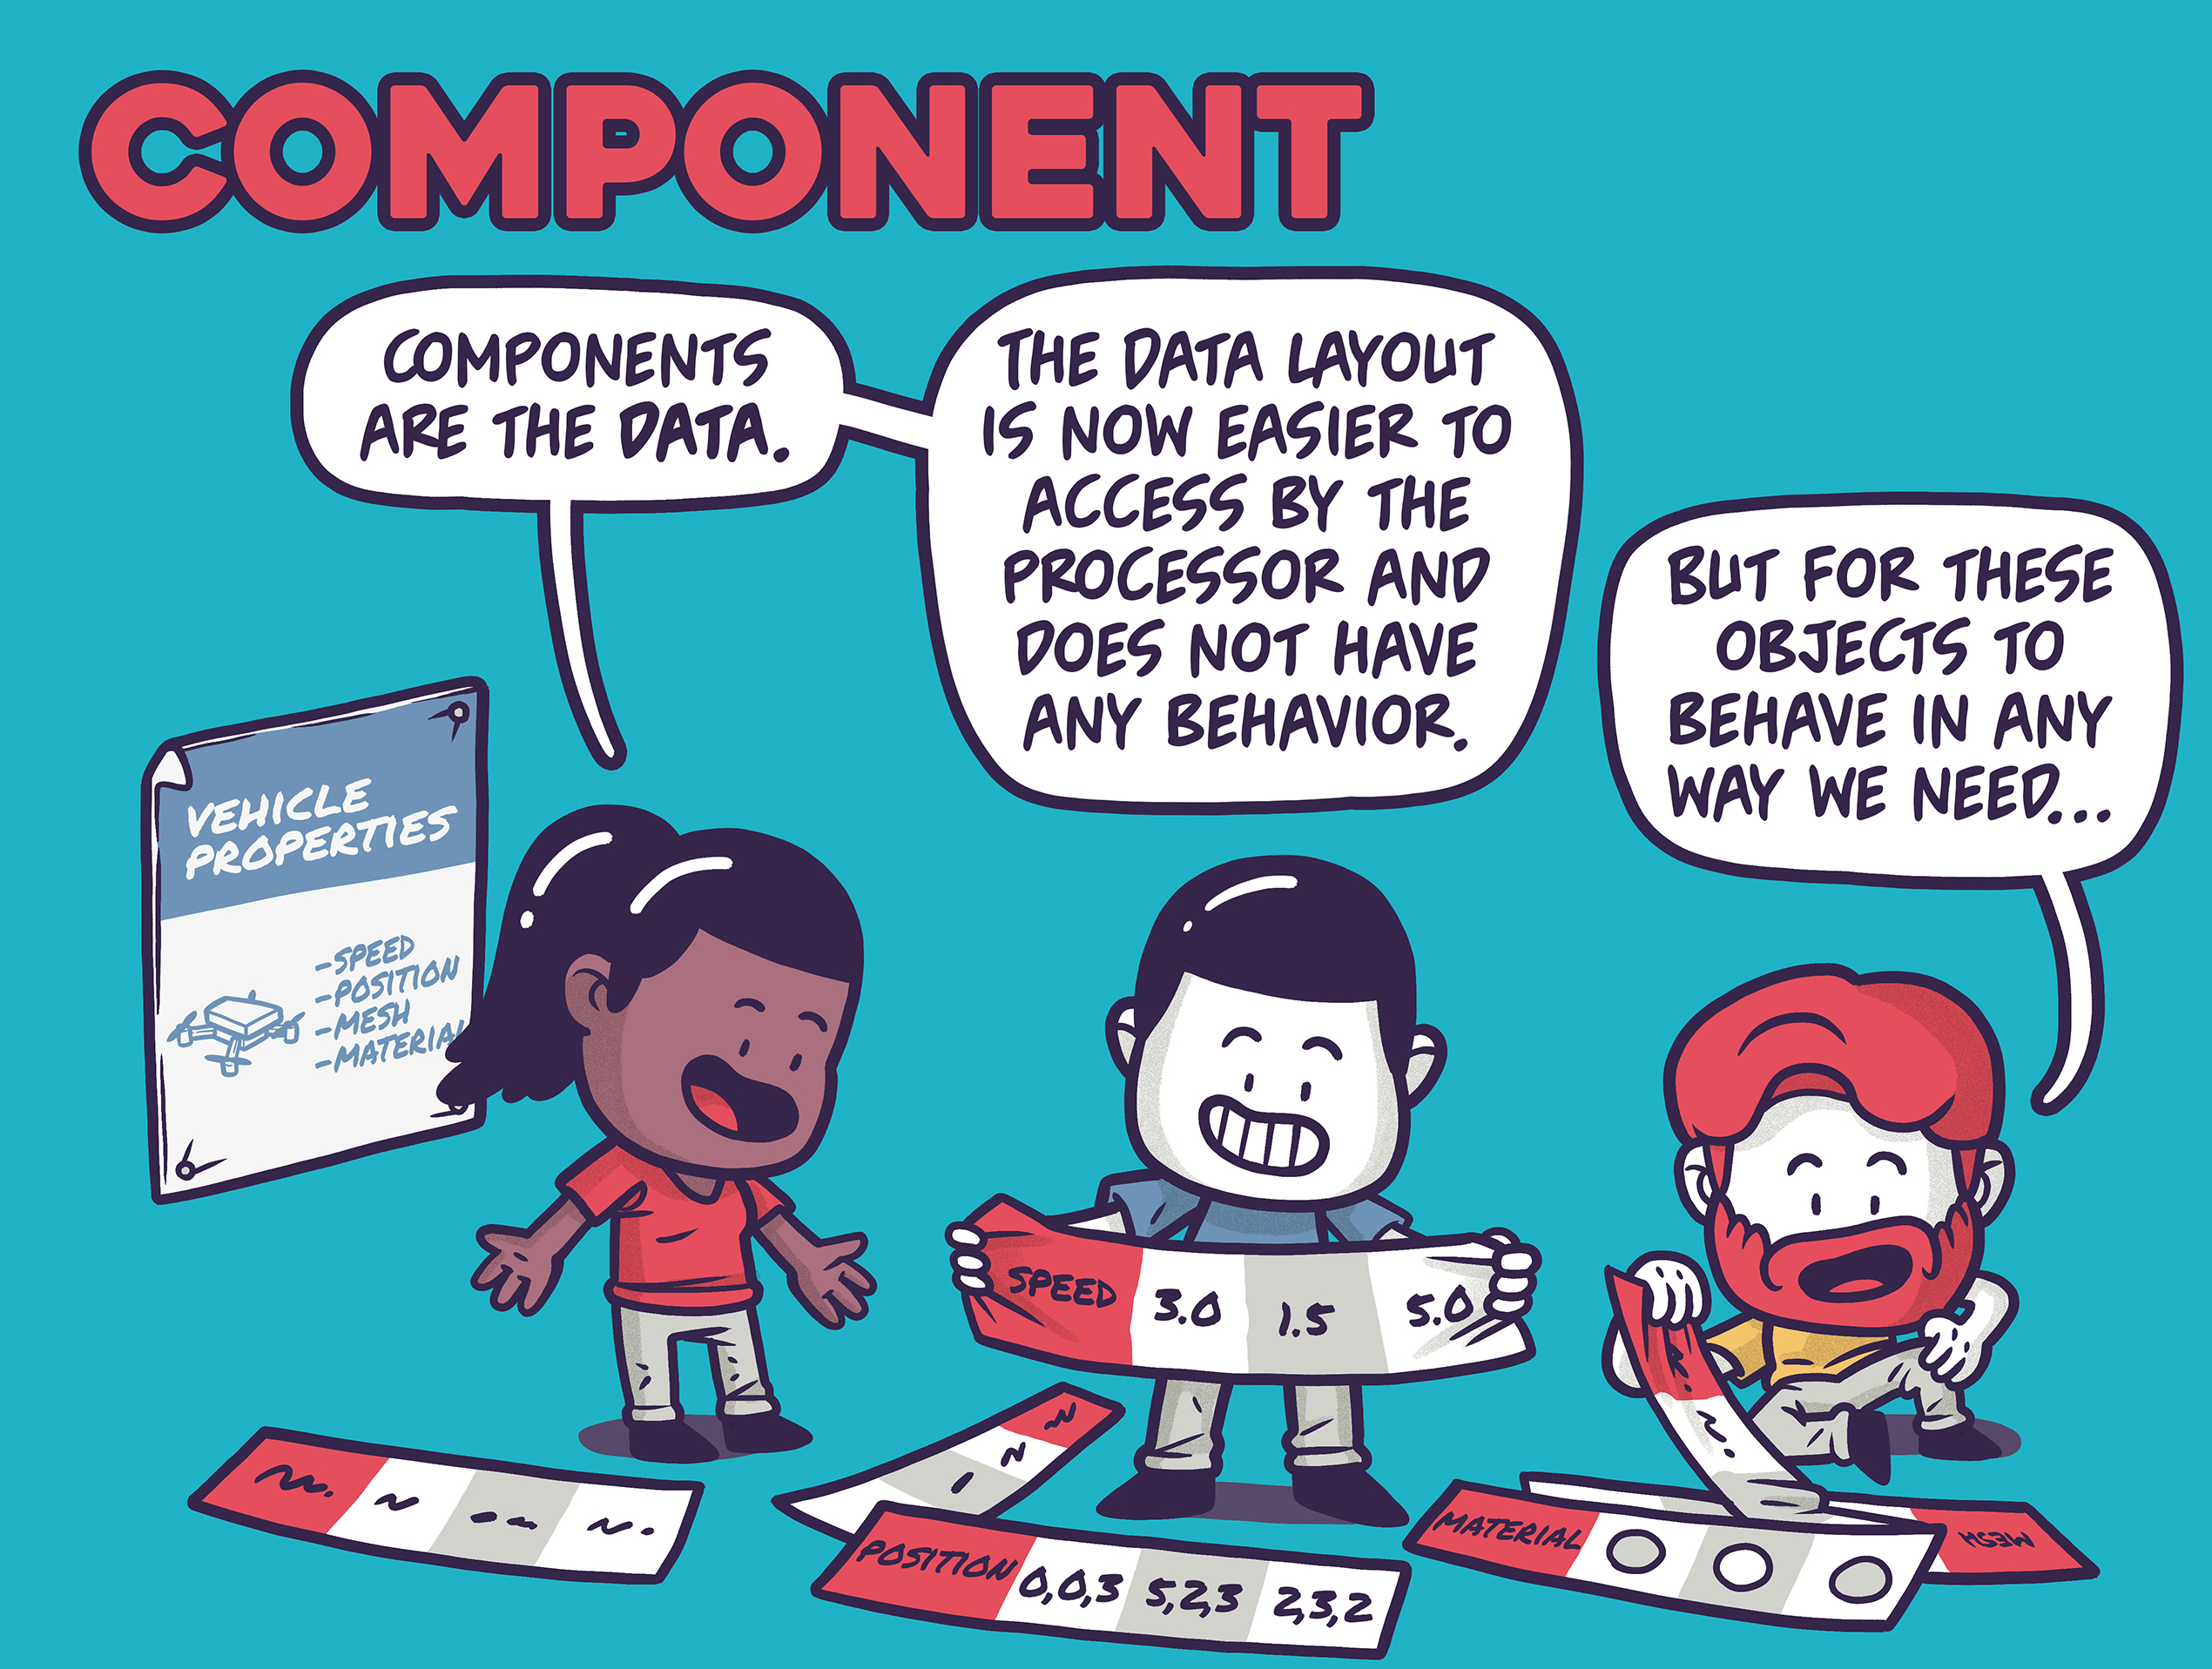 COMPONENT
COMPONENTS
ARE THE DATA.
THE DATA LAYOUT
IS NOW EASIER TO
ACCESS BY THE
PROCESSOR AND
DOES NOT HAVE
ANY BEHAVIOR.
BUT FOR THESE
OBJECTS TO
BEHAVE IN ANY
WAY WE NEED...
VEHICLE
PROPERTIES
-SPEED
-POSITION
-MESH
-MATERIAL
SPEED 3.0 1.5 5.0
POSITION 0,0,3 5,2,3 2,3,2
MATERIAL
MESH